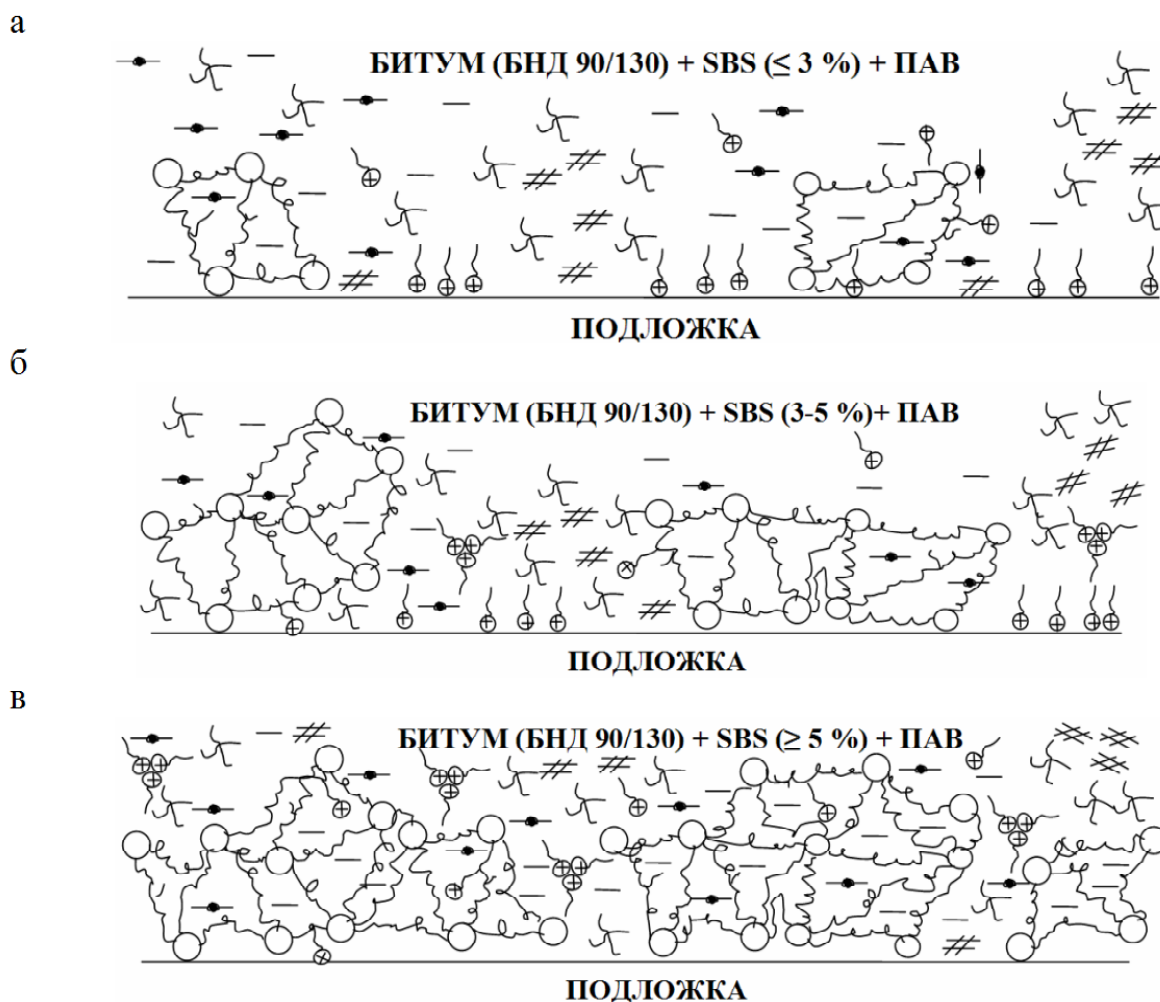 а
БИТУМ (БНД 90/130) + SBS (≤ 3 %) + ПАВ
ПОДЛОЖКА
б
БИТУМ (БНД 90/130) + SBS (3-5 %)+ ПАВ
ПОДЛОЖКА
в
БИТУМ (БНД 90/130) + SBS (≥ 5 %) + ПАВ
ПОДЛОЖКА